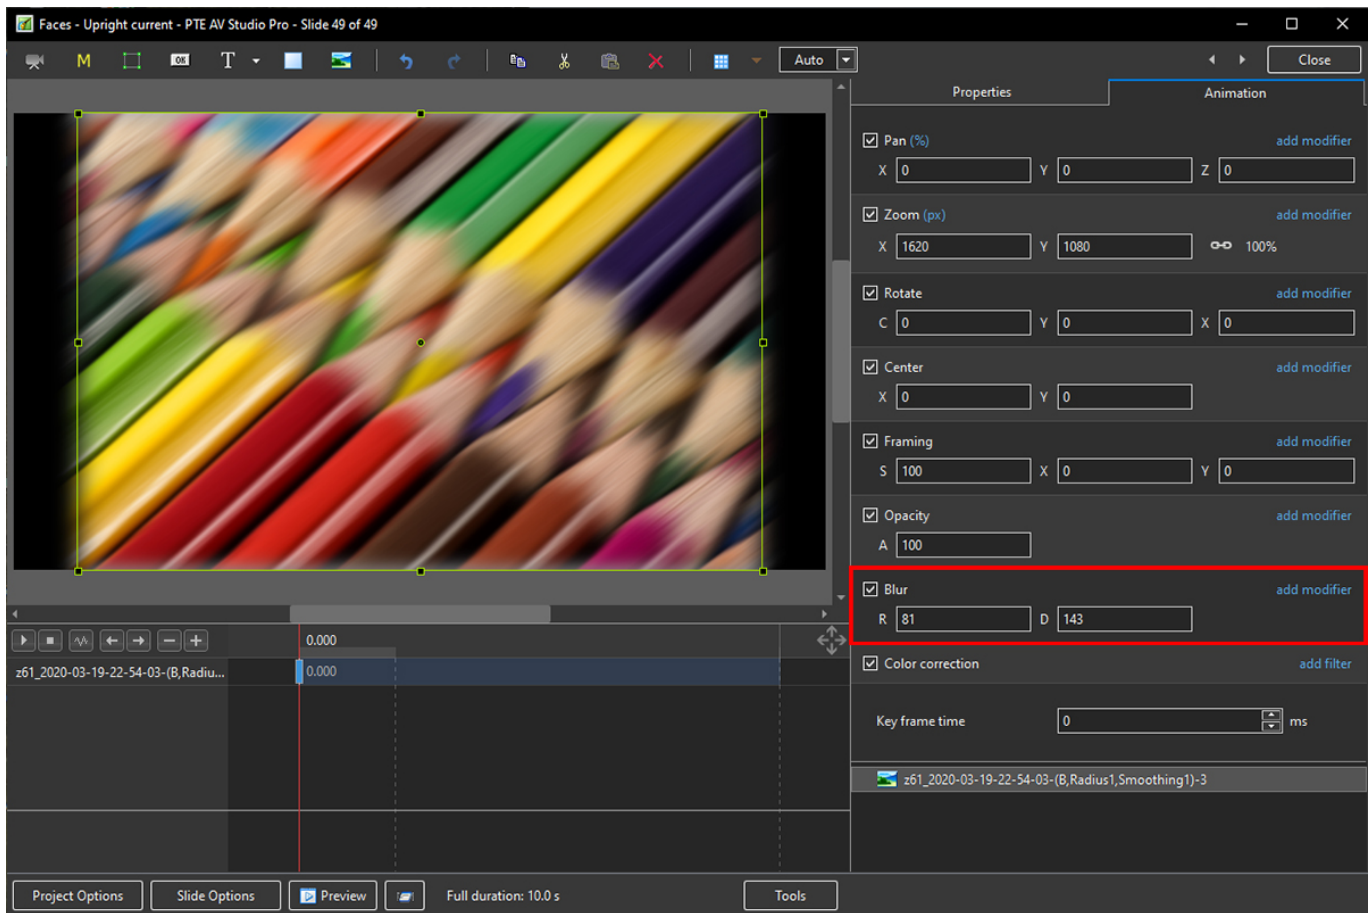 Faces - Upright current - PTE AV Studio Pro - Slide 49 of 49
M OK T Auto Close
Properties Animation
Pan (%) add modifier
X 0 Y 0 Z 0
Zoom (px) add modifier
X 1620 Y 1080 100%
Rotate add modifier
C 0 Y 0 X 0
Center add modifier
X 0 Y 0
Framing add modifier
S 100 X 0 Y 0
Opacity add modifier
A 100
Blur add modifier
R 81 D 143
Color correction add filter
Key frame time 0 ms
z61_2020-03-19-22-54-03-(B,Radius1,Smoothing1)-3
0.000
z61_2020-03-19-22-54-03-(B,Radiu... 0.000
Project Options Slide Options Preview Full duration: 10.0 s Tools